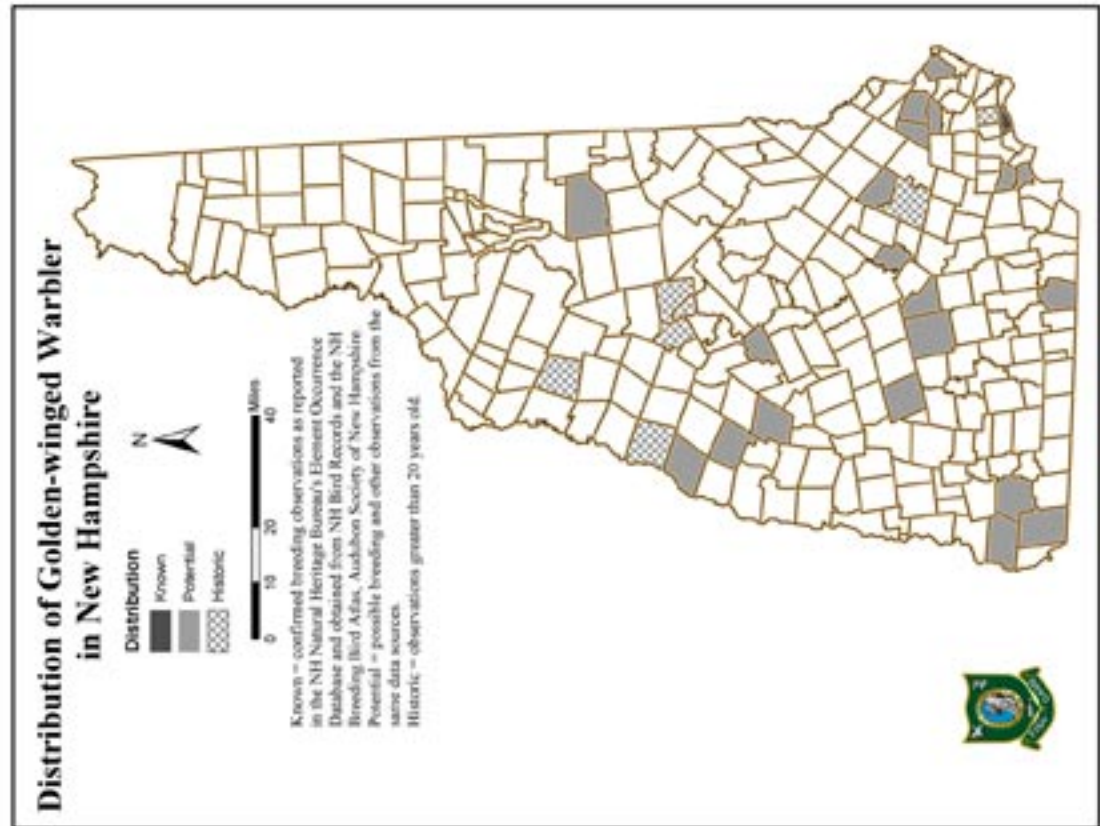 Distribution of Golden-winged Warbler
in New Hampshire
N
Distribution
Known
Potential
Historic
0 10 20 40
Miles
Known = confirmed breeding observations as reported
in the NH Natural Heritage Bureau's Element Occurrence
Database and obtained from NH Bird Records and the NH
Breeding Bird Atlas, Audubon Society of New Hampshire.
Potential = possible breeding and other observations from the
same data sources.
Historic = observations greater than 20 years old.